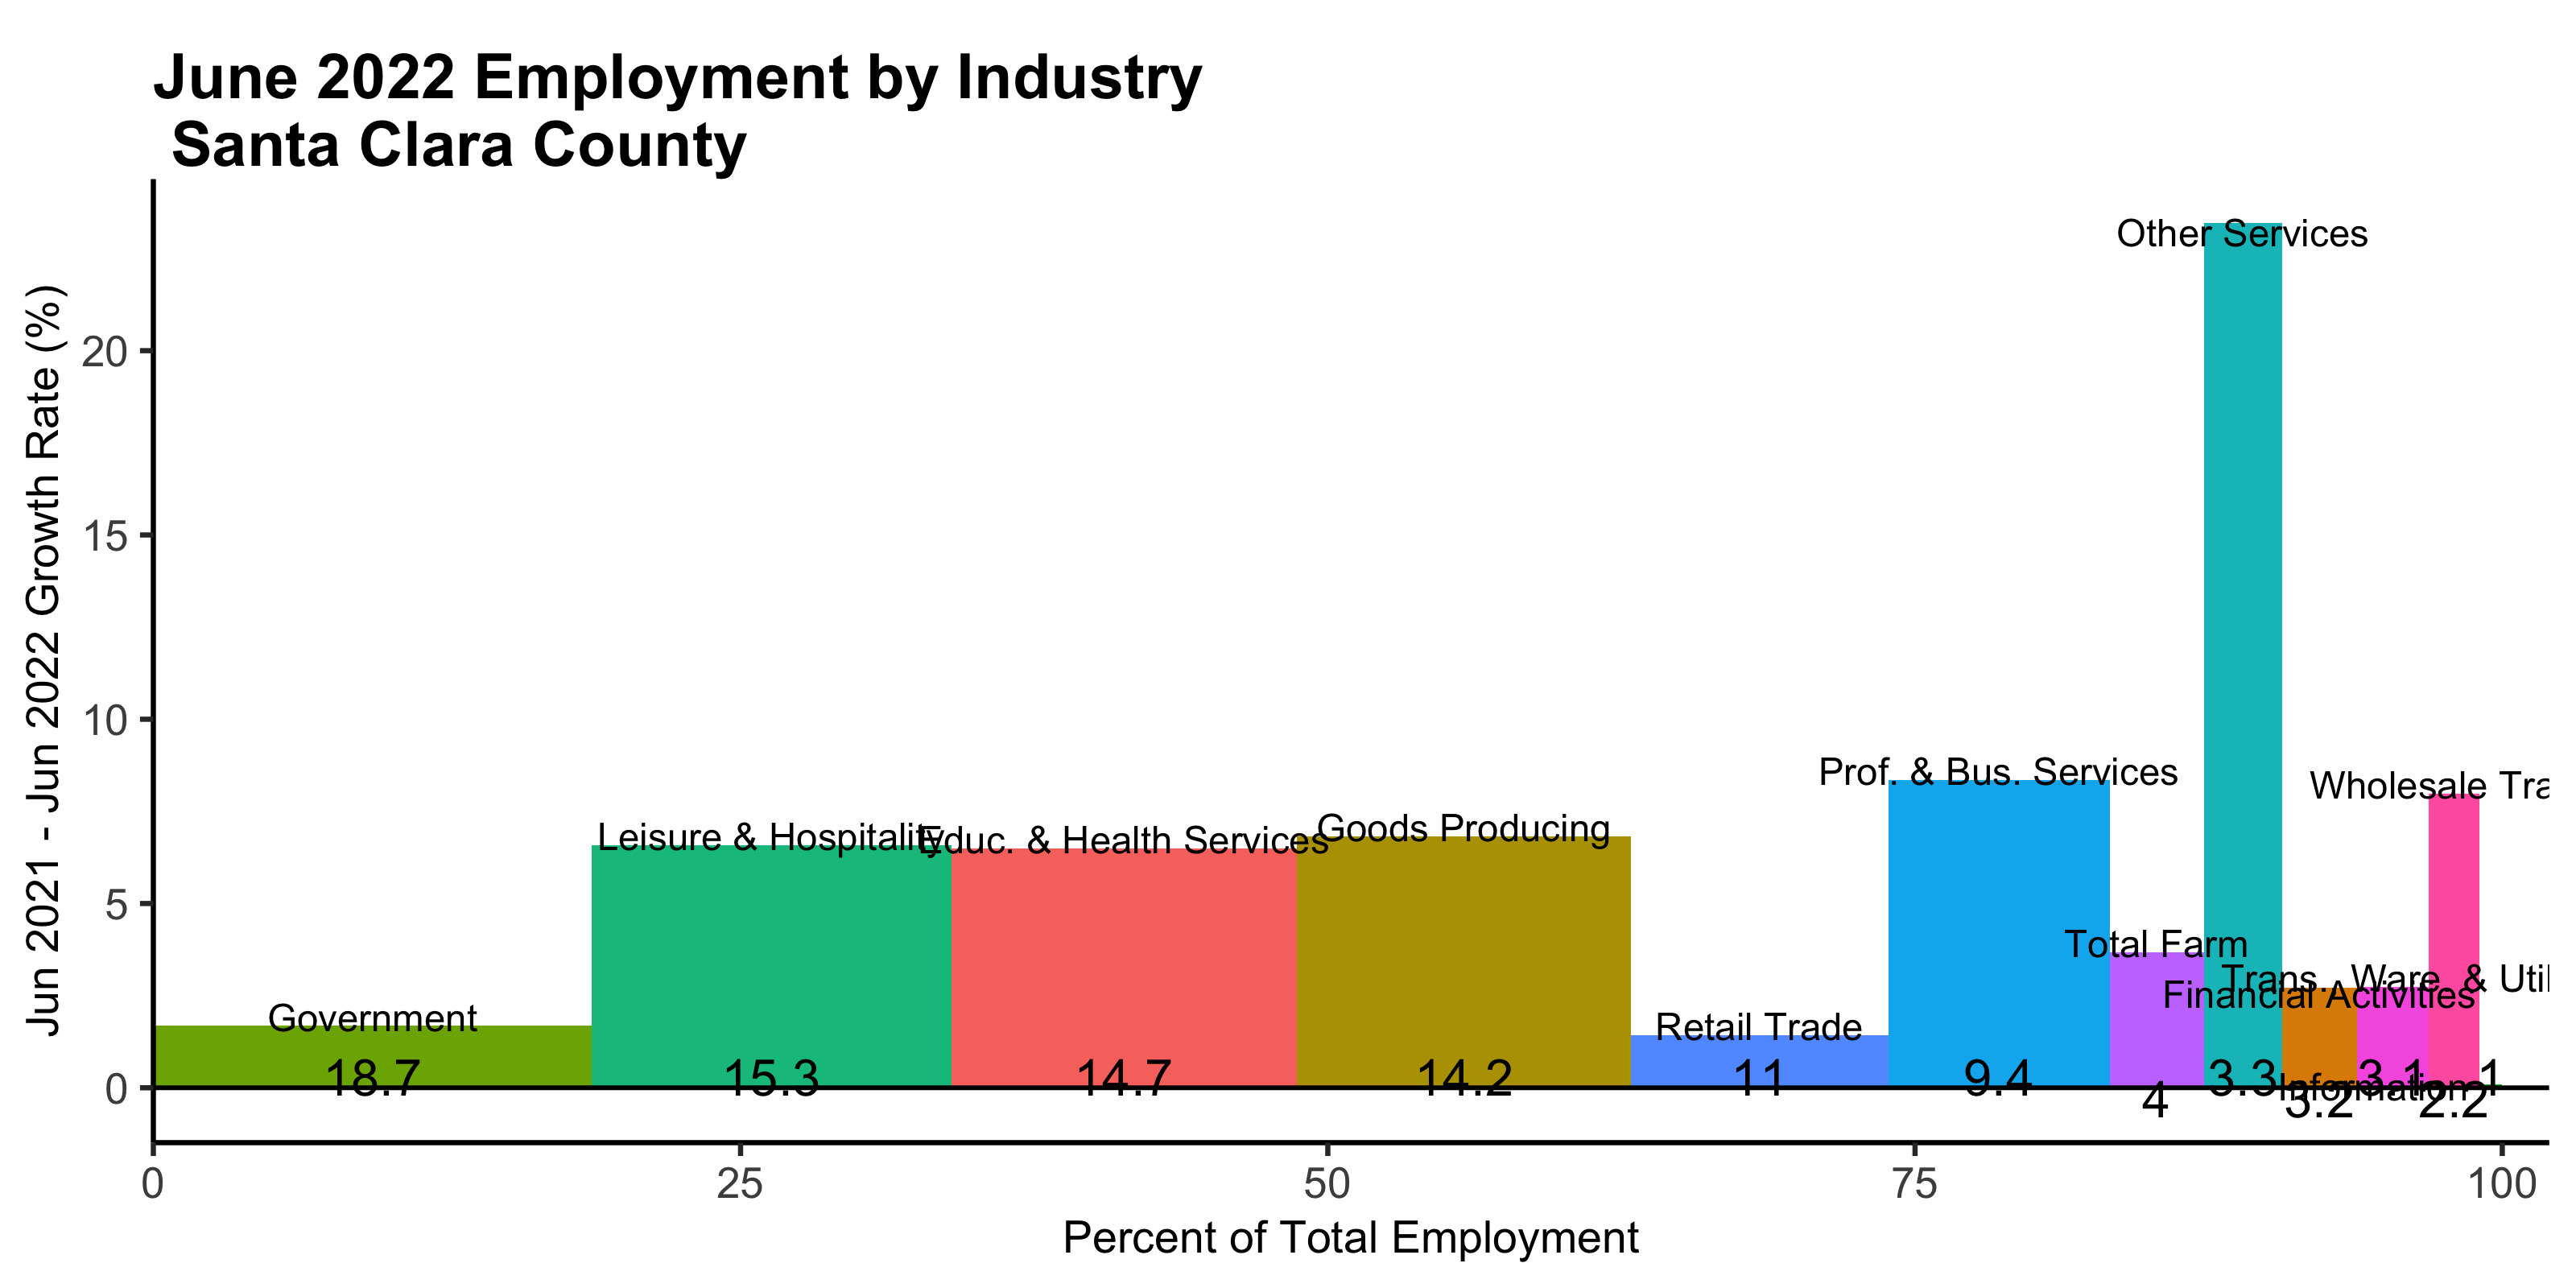 June 2022 Employment by Industry
Santa Clara County
Jun 2021 - Jun 2022 Growth Rate (%)
20
15
10
5
0
Other Services
Prof. & Bus. Services
Wholesale Tra
Leisure & Hospitality
Educ. & Health Services
Goods Producing
Total Farm
Trans. Ware. & Util
Financial Activities
Government
Retail Trade
Information
18.7
15.3
14.7
14.2
11
9.4
4
3.3
3.2
3.1
2.2
1
0
25
50
75
100
Percent of Total Employment